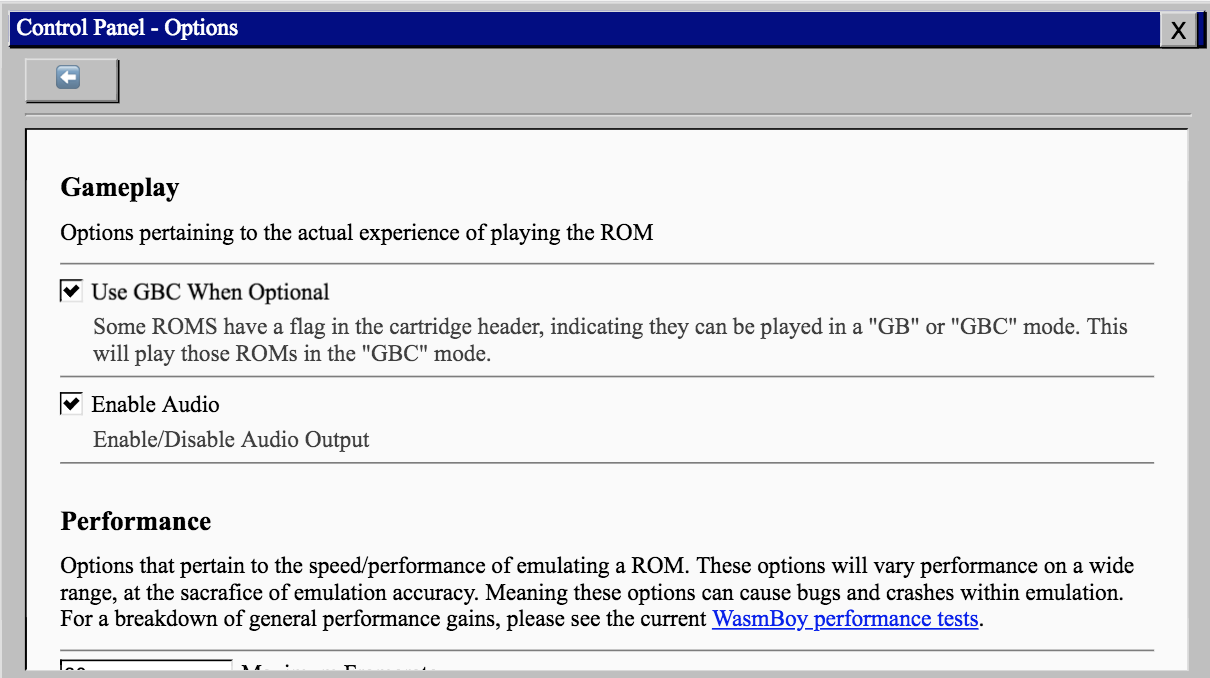 Control Panel - Options
X
Gameplay
Options pertaining to the actual experience of playing the ROM
Use GBC When Optional
Some ROMS have a flag in the cartridge header, indicating they can be played in a "GB" or "GBC" mode. This
will play those ROMs in the "GBC" mode.
Enable Audio
Enable/Disable Audio Output
Performance
Options that pertain to the speed/performance of emulating a ROM. These options will vary performance on a wide
range, at the sacrafice of emulation accuracy. Meaning these options can cause bugs and crashes within emulation.
For a breakdown of general performance gains, please see the current WasmBoy performance tests.